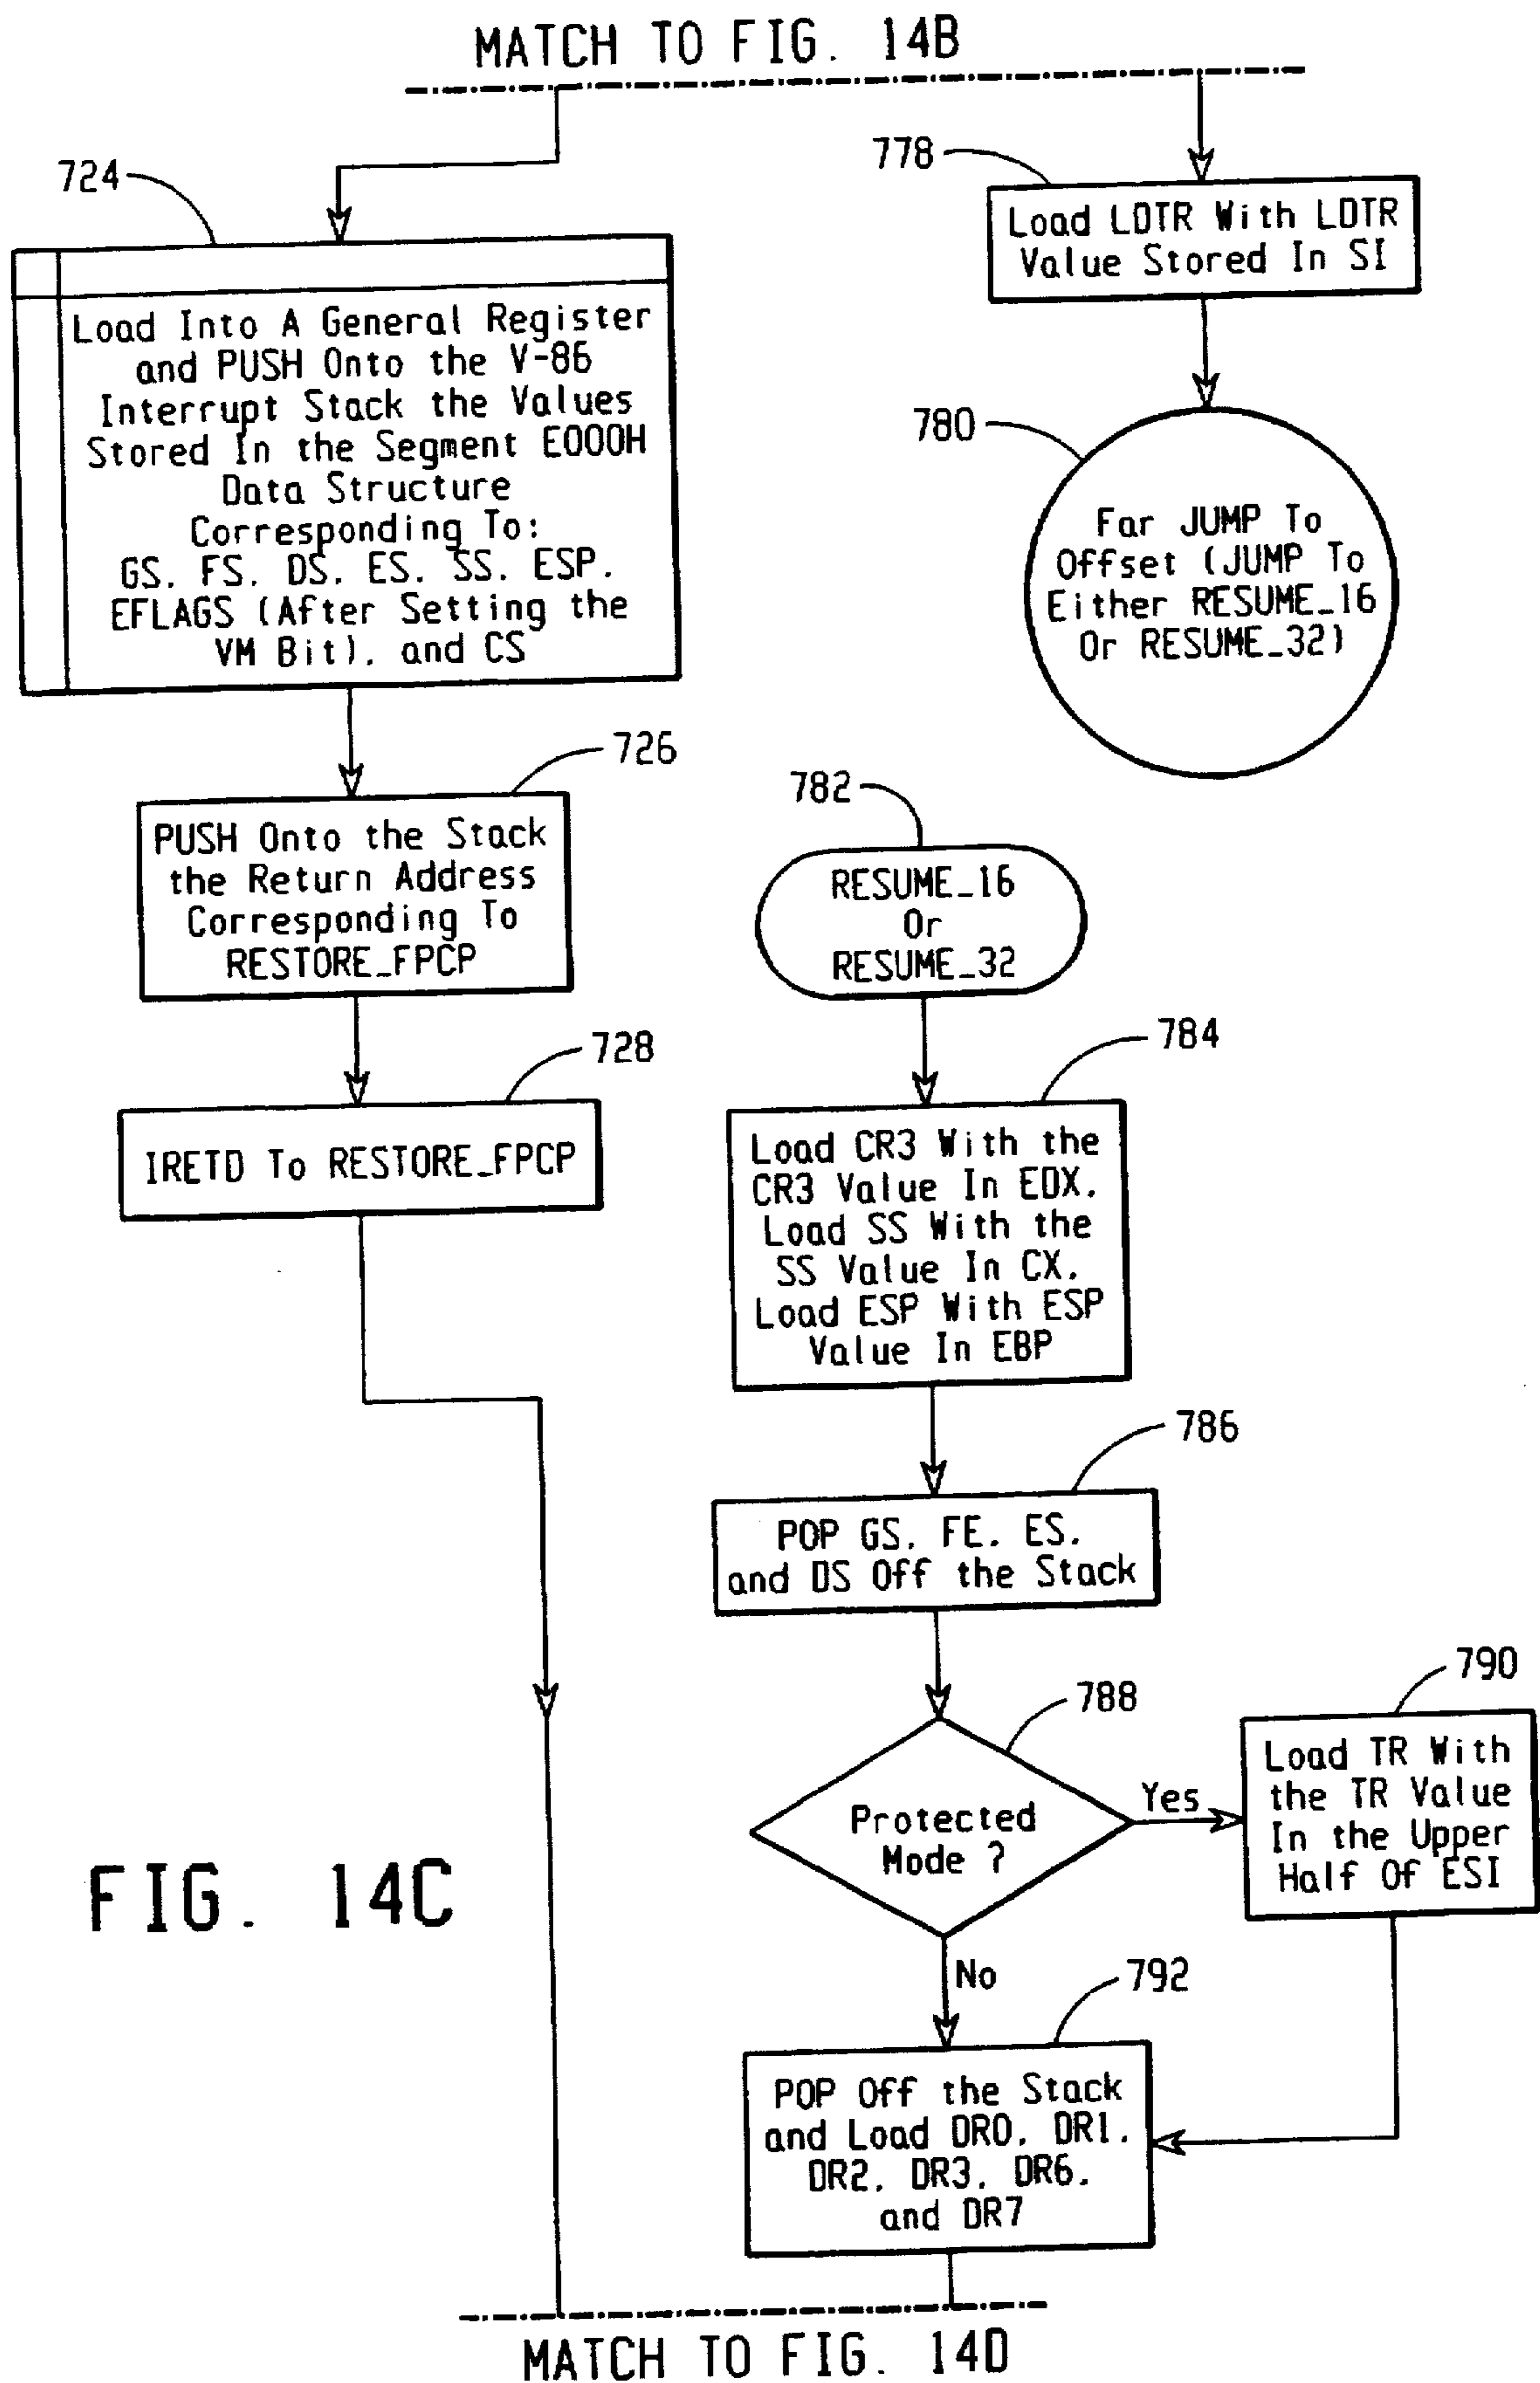 MATCH TO FIG. 14B
724
Load Into A General Register
and PUSH Onto the V-86
Interrupt Stack the Values
Stored In the Segment E000H
Data Structure
Corresponding To:
GS. FS. DS. ES. SS. ESP.
EFLAGS (After Setting the
VM Bit). and CS
726
PUSH Onto the Stack
the Return Address
Corresponding To
RESTORE_FPCP
728
IRETD To RESTORE_FPCP
778
Load LDTR With LDTR
Value Stored In SI
780
Far JUMP To
Offset (JUMP To
Either RESUME_16
Or RESUME_32)
782
RESUME_16
Or
RESUME_32
784
Load CR3 With the
CR3 Value In EDX.
Load SS With the
SS Value In CX.
Load ESP With ESP
Value In EBP
786
POP GS. FE. ES.
and DS Off the Stack
788
Protected
Mode ?
Yes
No
790
Load TR With
the TR Value
In the Upper
Half Of ESI
792
POP Off the Stack
and Load DR0. DR1.
DR2. DR3. DR6.
and DR7
FIG. 14C
MATCH TO FIG. 14D